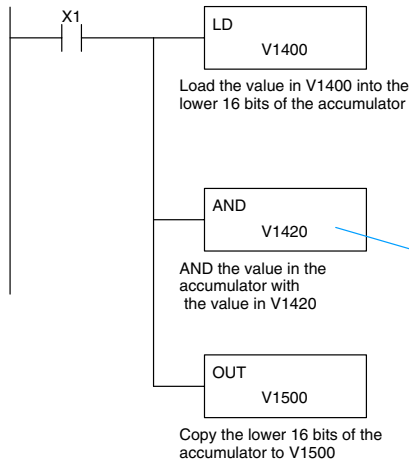 X1
LD
V1400
Load the value in V1400 into the
lower 16 bits of the accumulator
AND
V1420
AND the value in the
accumulator with
the value in V1420
OUT
V1500
Copy the lower 16 bits of the
accumulator to V1500